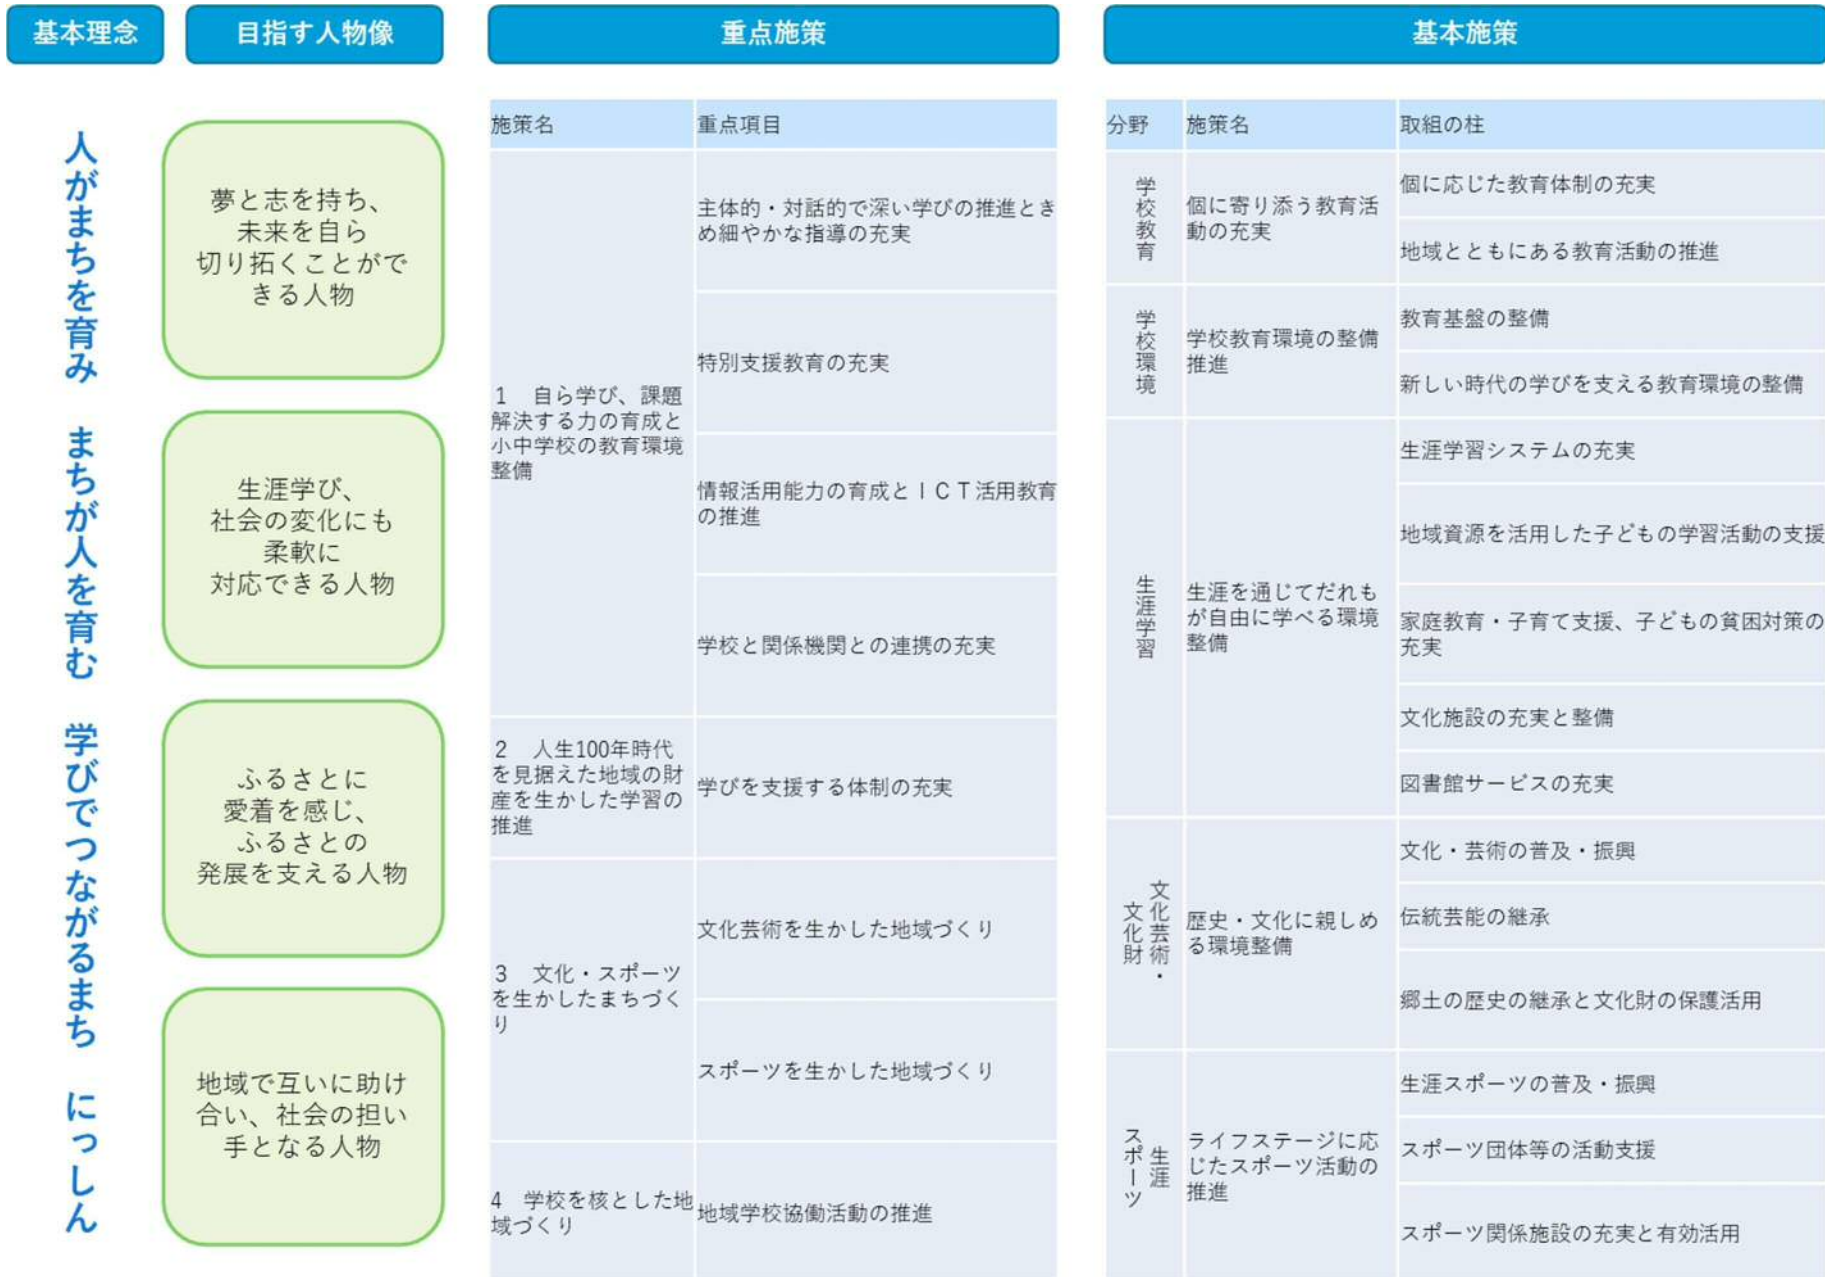 基本理念
目指す人物像
重点施策
基本施策
人がまちを育み　まちが人を育む　学びでつながるまち　にっしん
夢と志を持ち、
未来を自ら
切り拓くことがで
きる人物
生涯学び、
社会の変化にも
柔軟に
対応できる人物
ふるさとに
愛着を感じ、
ふるさとの
発展を支える人物
地域で互いに助け
合い、社会の担い
手となる人物
施策名
重点項目
1　自ら学び、課題
解決する力の育成と
小中学校の教育環境
整備
主体的・対話的で深い学びの推進とき
め細やかな指導の充実
特別支援教育の充実
情報活用能力の育成とＩＣＴ活用教育
の推進
学校と関係機関との連携の充実
2　人生100年時代
を見据えた地域の財
産を生かした学習の
推進
学びを支援する体制の充実
3　文化・スポーツ
を生かしたまちづく
り
文化芸術を生かした地域づくり
スポーツを生かした地域づくり
4　学校を核とした地
域づくり
地域学校協働活動の推進
分野
施策名
取組の柱
学校教育
個に寄り添う教育活
動の充実
個に応じた教育体制の充実
地域とともにある教育活動の推進
学校環境
学校教育環境の整備
推進
教育基盤の整備
新しい時代の学びを支える教育環境の整備
生涯学習
生涯を通じてだれも
が自由に学べる環境
整備
生涯学習システムの充実
地域資源を活用した子どもの学習活動の支援
家庭教育・子育て支援、子どもの貧困対策の
充実
文化施設の充実と整備
図書館サービスの充実
文化芸術・
文化財
歴史・文化に親しめ
る環境整備
文化・芸術の普及・振興
伝統芸能の継承
郷土の歴史の継承と文化財の保護活用
生涯
スポーツ
ライフステージに応
じたスポーツ活動の
推進
生涯スポーツの普及・振興
スポーツ団体等の活動支援
スポーツ関係施設の充実と有効活用